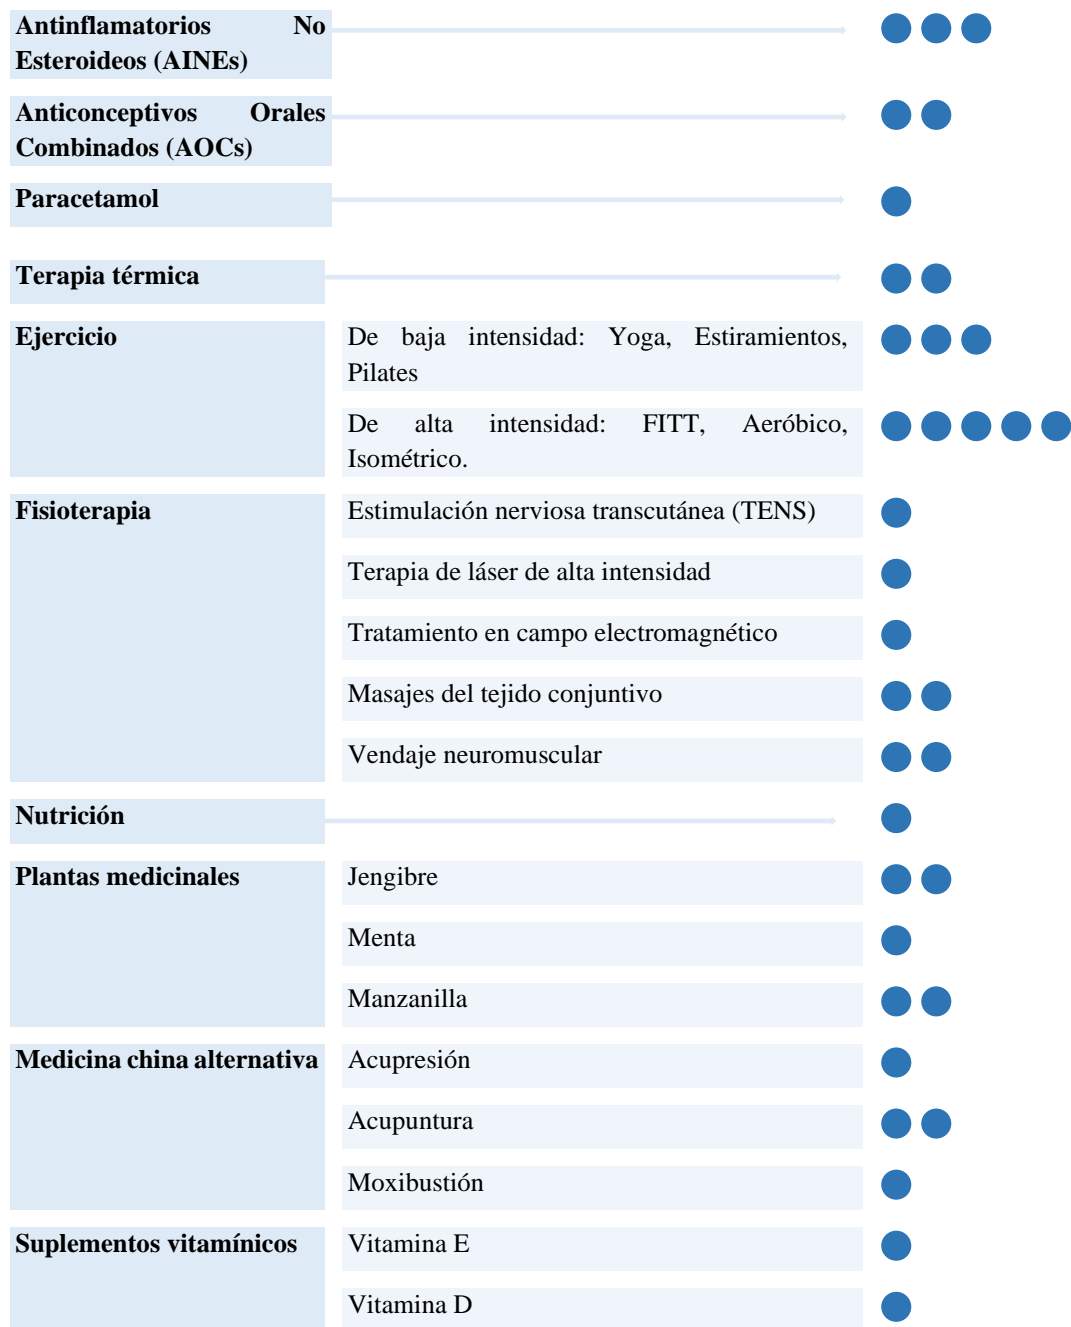 Antinflamatorios No
Esteroideos (AINEs)
Anticonceptivos Orales
Combinados (AOCs)
Paracetamol
Terapia térmica
Ejercicio
De baja intensidad: Yoga, Estiramientos,
Pilates
De alta intensidad: FITT, Aeróbico,
Isométrico.
Fisioterapia
Estimulación nerviosa transcutánea (TENS)
Terapia de láser de alta intensidad
Tratamiento en campo electromagnético
Masajes del tejido conjuntivo
Vendaje neuromuscular
Nutrición
Plantas medicinales
Jengibre
Menta
Manzanilla
Medicina china alternativa
Acupresión
Acupuntura
Moxibustión
Suplementos vitamínicos
Vitamina E
Vitamina D